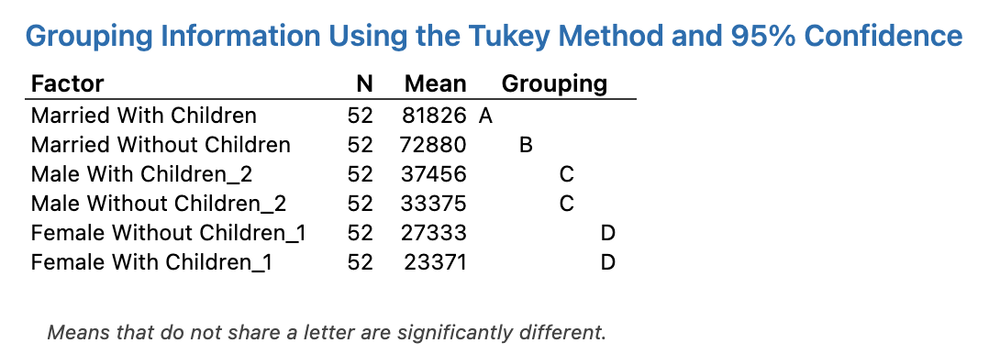 Grouping Information Using the Tukey Method and 95% Confidence
Factor N Mean Grouping
Married With Children 52 81826 A
Married Without Children 52 72880 B
Male With Children_2 52 37456 C
Male Without Children_2 52 33375 C
Female Without Children_1 52 27333 D
Female With Children_1 52 23371 D
Means that do not share a letter are significantly different.